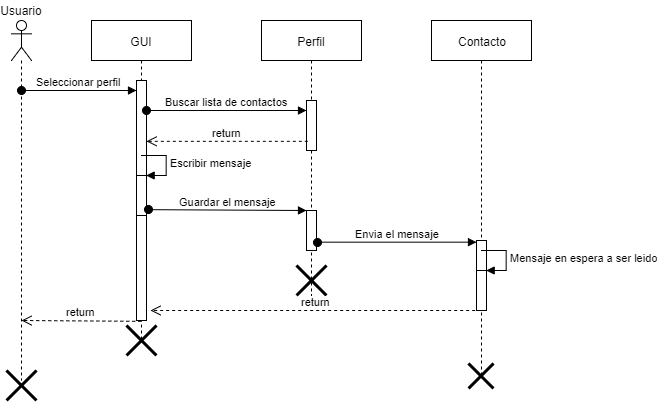 Usuario
GUI
Perfil
Contacto
Seleccionar perfil
Buscar lista de contactos
return
Escribir mensaje
Guardar el mensaje
Envia el mensaje
Mensaje en espera a ser leido
return
return